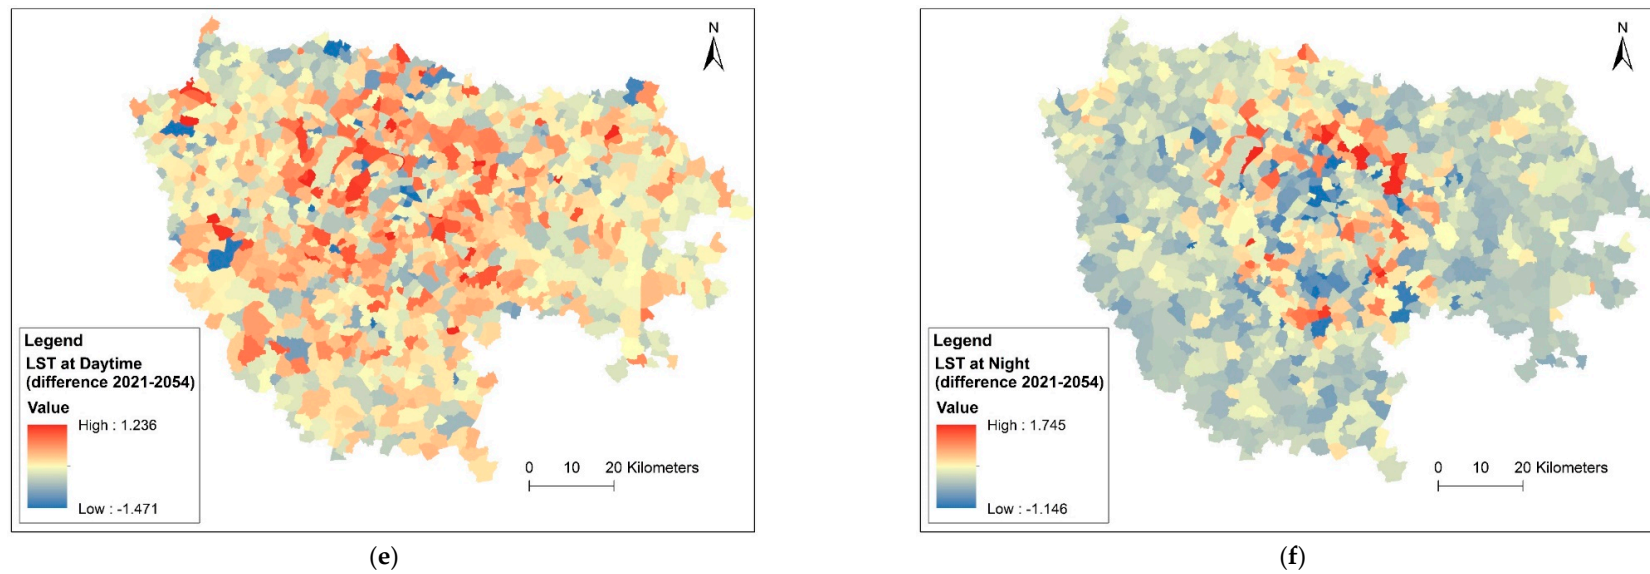 N
Legend
LST at Daytime
(difference 2021-2054)
Value
High : 1.236
Low : -1.471
0 10 20 Kilometers
(e)
N
Legend
LST at Night
(difference 2021-2054)
Value
High : 1.745
Low : -1.146
0 10 20 Kilometers
(f)